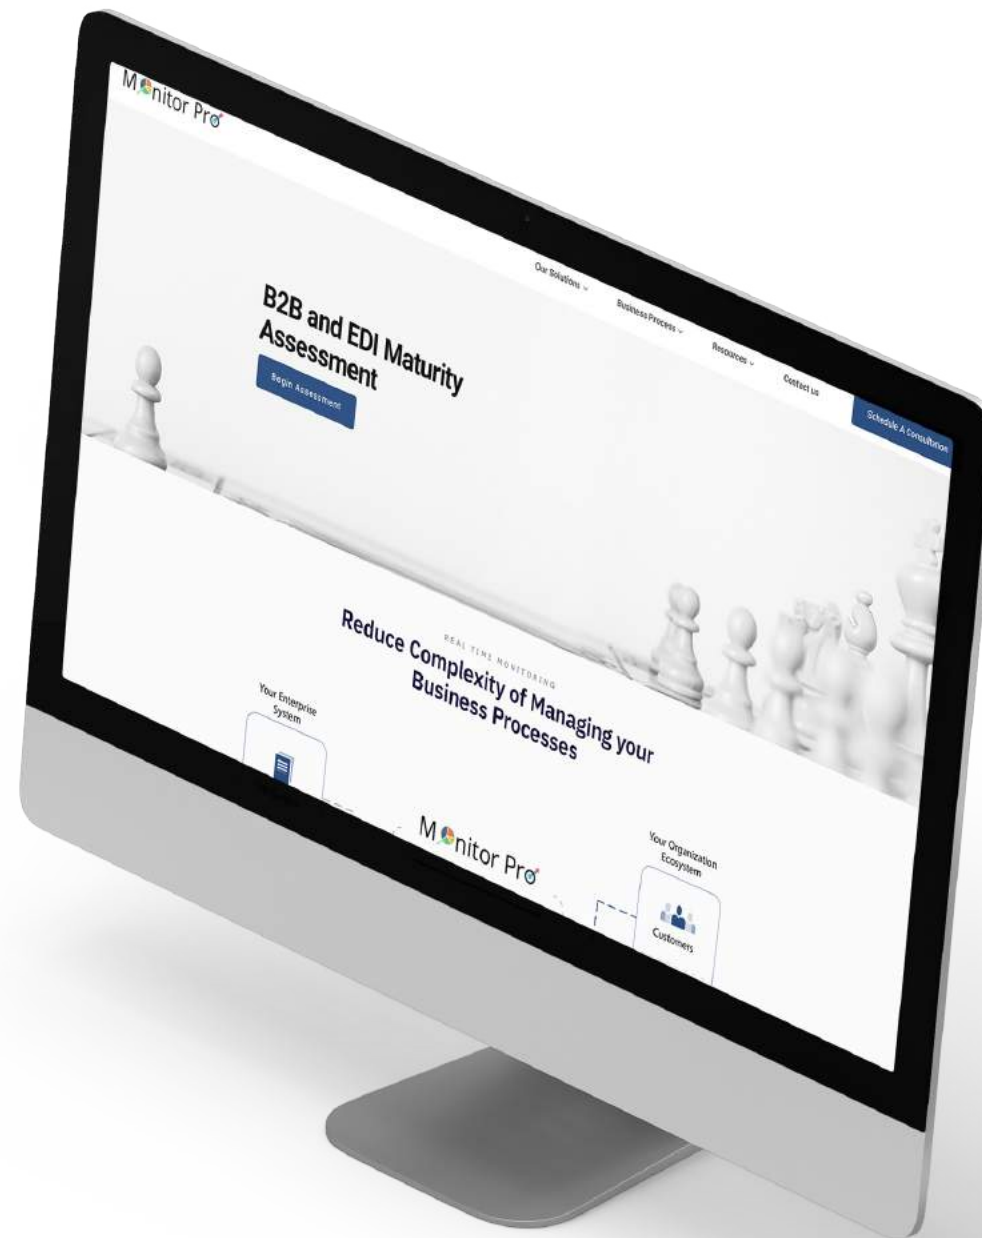 Monitor Pro
Our Solutions
Business Process
Resources
Contact us
Schedule A Consultation
B2B and EDI Maturity
Assessment
Begin Assessment
REAL TIME MONITORING
Reduce Complexity of Managing your
Business Processes
Your Enterprise
System
Monitor Pro
Your Organization
Ecosystem
Customers